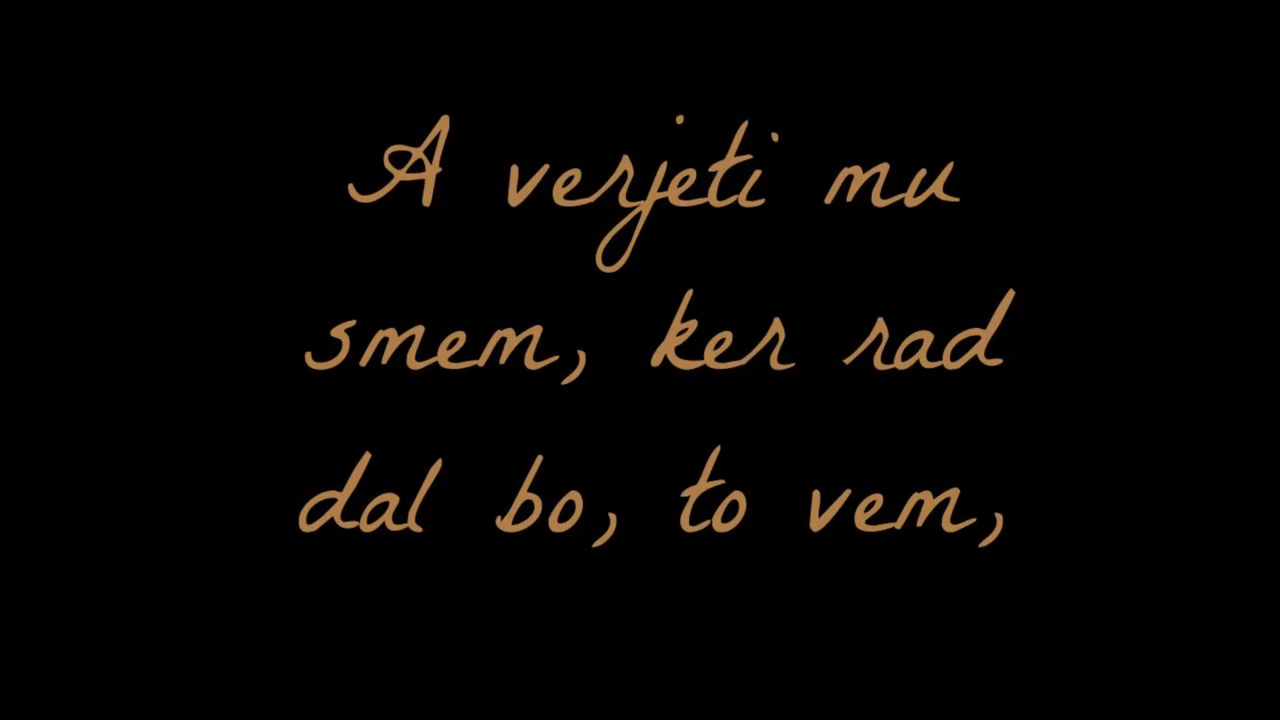 A verjeti mu
smem, ker rad
dal bo, to vem,